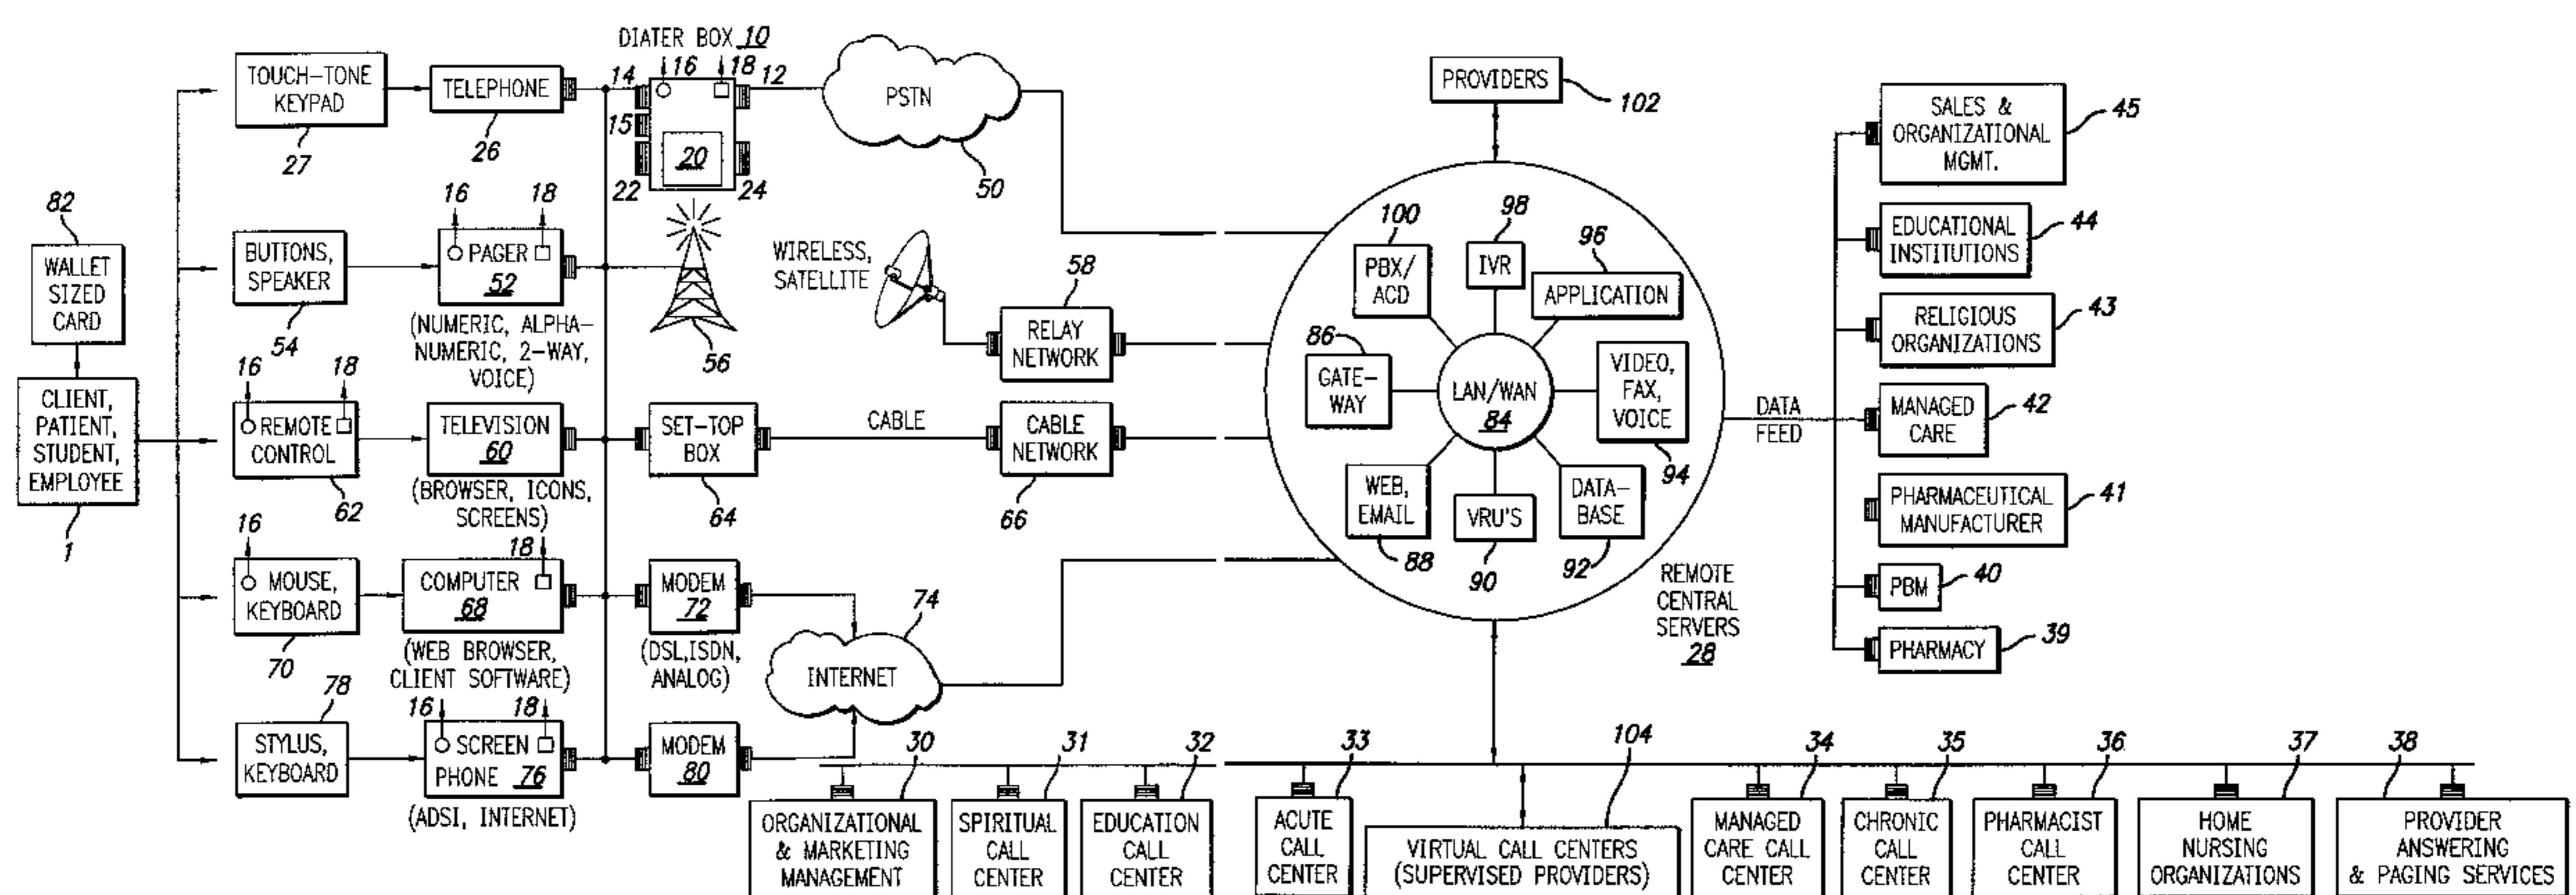 DIATER BOX 10
TOUCH-TONE
KEYPAD
27
TELEPHONE
26
14
16
18
12
15
20
22
24
PSTN
50
82
WALLET
SIZED
CARD
CLIENT,
PATIENT,
STUDENT,
EMPLOYEE
1
BUTTONS,
SPEAKER
54
16
18
PAGER
52
(NUMERIC, ALPHA-
NUMERIC, 2-WAY,
VOICE)
56
WIRELESS,
SATELLITE
58
RELAY
NETWORK
16
18
REMOTE
CONTROL
62
TELEVISION
60
(BROWSER, ICONS,
SCREENS)
SET-TOP
BOX
64
CABLE
CABLE
NETWORK
66
16
MOUSE,
KEYBOARD
70
18
COMPUTER
68
(WEB BROWSER,
CLIENT SOFTWARE)
MODEM
72
(DSL,ISDN,
ANALOG)
74
INTERNET
78
STYLUS,
KEYBOARD
16
18
SCREEN
PHONE 76
(ADSI, INTERNET)
MODEM
80
PROVIDERS
102
100
PBX/
ACD
98
IVR
96
APPLICATION
86
GATE-
WAY
LAN/WAN
84
VIDEO,
FAX,
VOICE
94
WEB,
EMAIL
88
VRU'S
90
DATA-
BASE
92
REMOTE
CENTRAL
SERVERS
28
DATA
FEED
SALES &
ORGANIZATIONAL
MGMT.
45
EDUCATIONAL
INSTITUTIONS
44
RELIGIOUS
ORGANIZATIONS
43
MANAGED
CARE
42
PHARMACEUTICAL
MANUFACTURER
41
PBM
40
PHARMACY
39
30
ORGANIZATIONAL
& MARKETING
MANAGEMENT
31
SPIRITUAL
CALL
CENTER
32
EDUCATION
CALL
CENTER
33
ACUTE
CALL
CENTER
104
VIRTUAL CALL CENTERS
(SUPERVISED PROVIDERS)
34
MANAGED
CARE CALL
CENTER
35
CHRONIC
CALL
CENTER
36
PHARMACIST
CALL
CENTER
37
HOME
NURSING
ORGANIZATIONS
38
PROVIDER
ANSWERING
& PAGING SERVICES